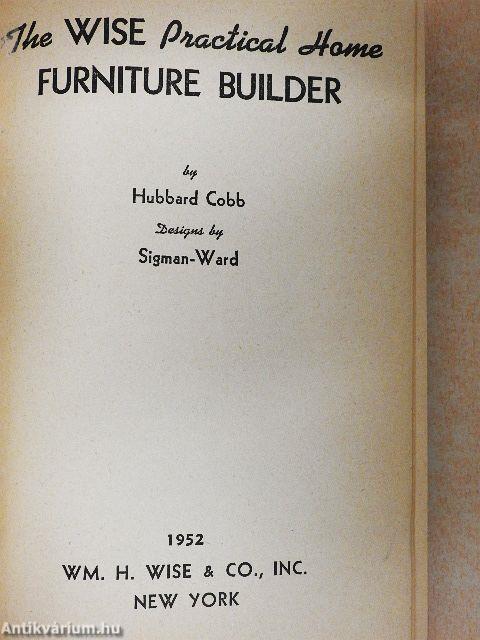 The WISE Practical Home
FURNITURE BUILDER
by
Hubbard Cobb
Designs by
Sigman-Ward
1952
WM. H. WISE & CO., INC.
NEW YORK
Antikvárium.hu